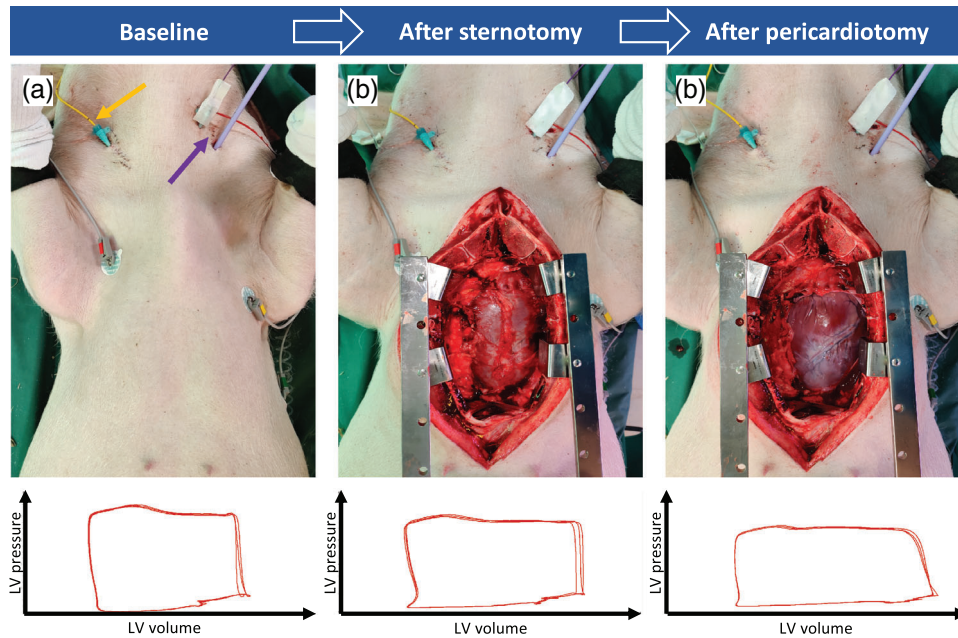 Baseline
After sternotomy
After pericardiotomy
(a)
(b)
(b)
LV pressure
LV volume
LV pressure
LV volume
LV pressure
LV volume